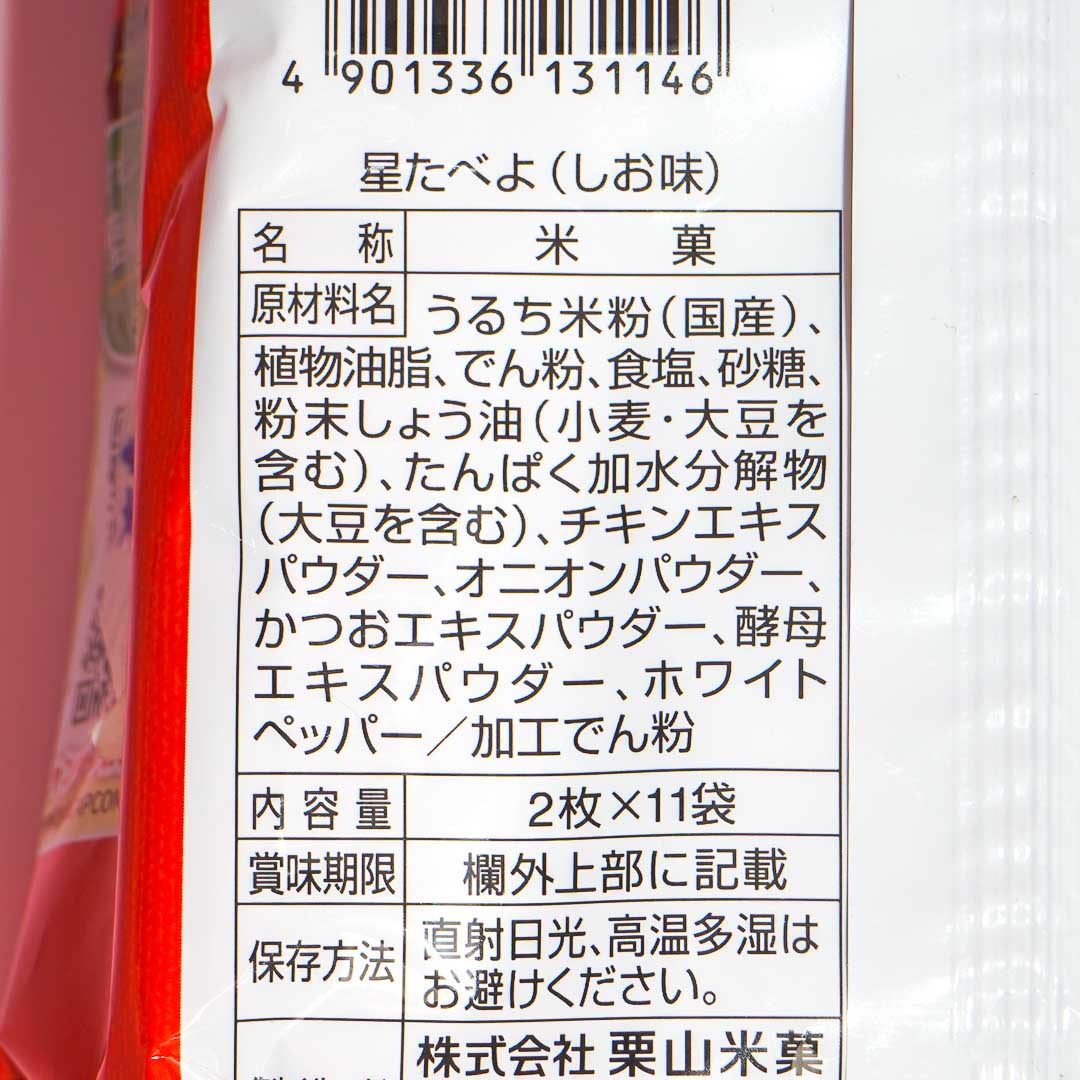 4 901336 131146
星たべよ（しお味）
名称 米菓
原材料名 うるち米粉（国産）、
植物油脂、でん粉、食塩、砂糖、
粉末しょう油（小麦・大豆を
含む）、たんぱく加水分解物
（大豆を含む）、チキンエキス
パウダー、オニオンパウダー、
かつおエキスパウダー、酵母
エキスパウダー、ホワイト
ペッパー／加工でん粉
内容量 2枚×11袋
賞味期限 欄外上部に記載
保存方法 直射日光、高温多湿は
お避けください。
株式会社 栗山米菓